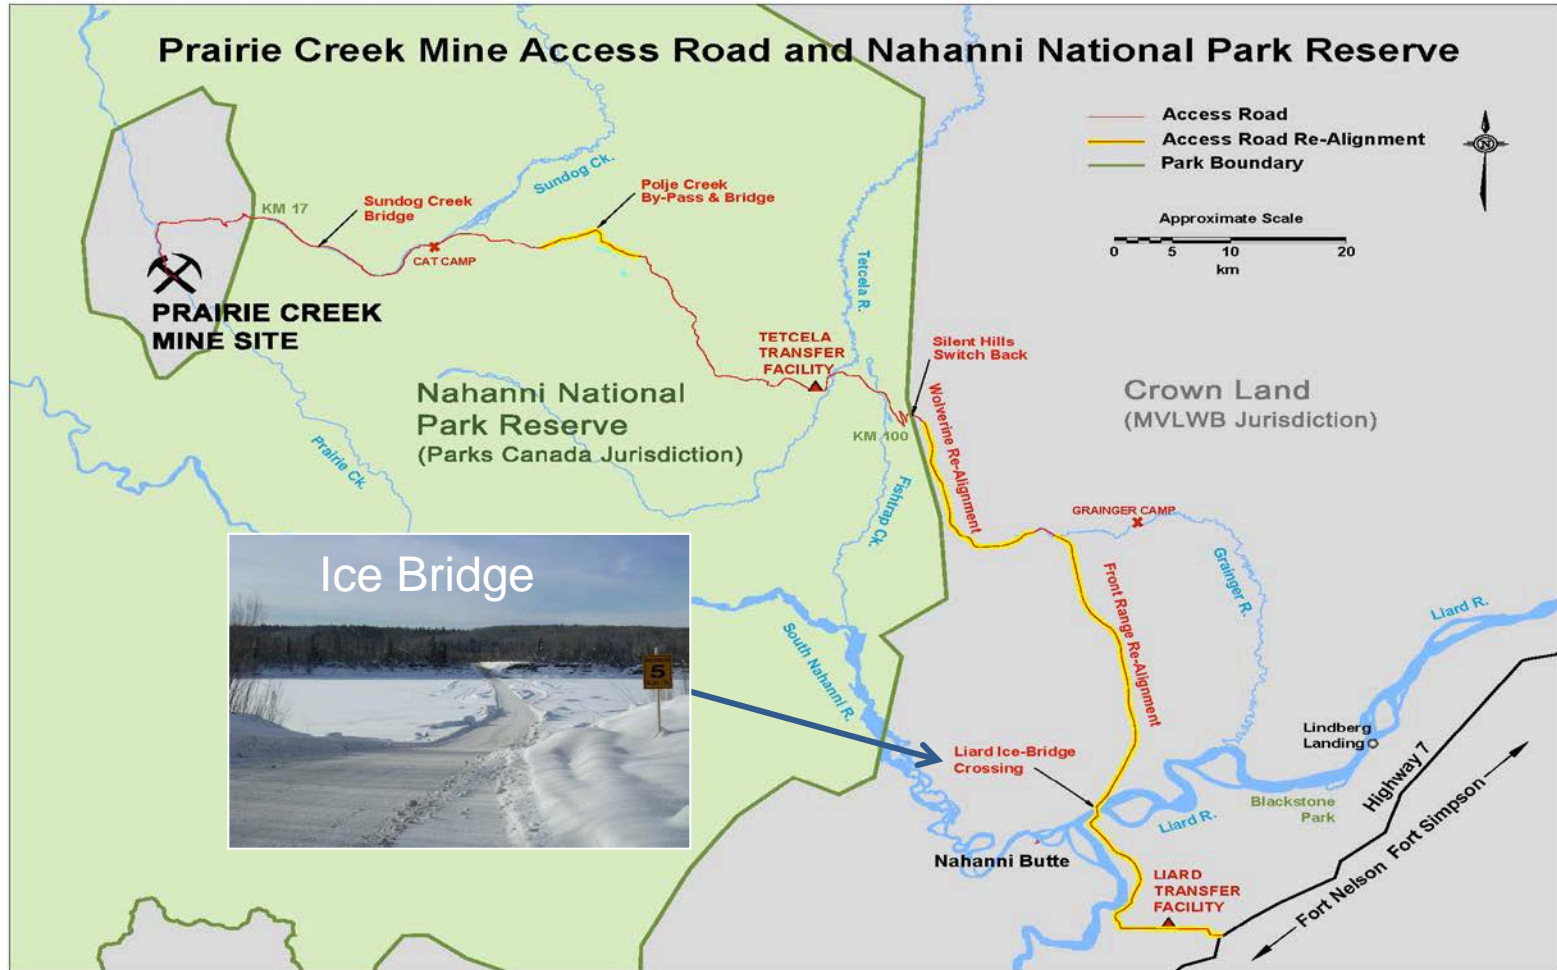 Prairie Creek Mine Access Road and Nahanni National Park Reserve
Access Road
Access Road Re-Alignment
Park Boundary
N
Approximate Scale
0 5 10 20
km
KM 17
Sundog Creek
Bridge
Sundog Ck.
CAT CAMP
Polje Creek
By-Pass & Bridge
PRAIRIE CREEK
MINE SITE
Tetcela R.
TETCELA
TRANSFER
FACILITY
Silent Hills
Switch Back
Nahanni National
Park Reserve
(Parks Canada Jurisdiction)
KM 100
Wolverine Re-Alignment
Crown Land
(MVLWB Jurisdiction)
Prairie Ck.
Fishtrap Ck.
GRAINGER CAMP
Grainger R.
Front Range Re-Alignment
Ice Bridge
5
South Nahanni R.
Liard R.
Lindberg
Landing
Liard Ice-Bridge
Crossing
Highway 7
Blackstone
Park
Liard R.
Nahanni Butte
Fort Nelson Fort Simpson
LIARD
TRANSFER
FACILITY